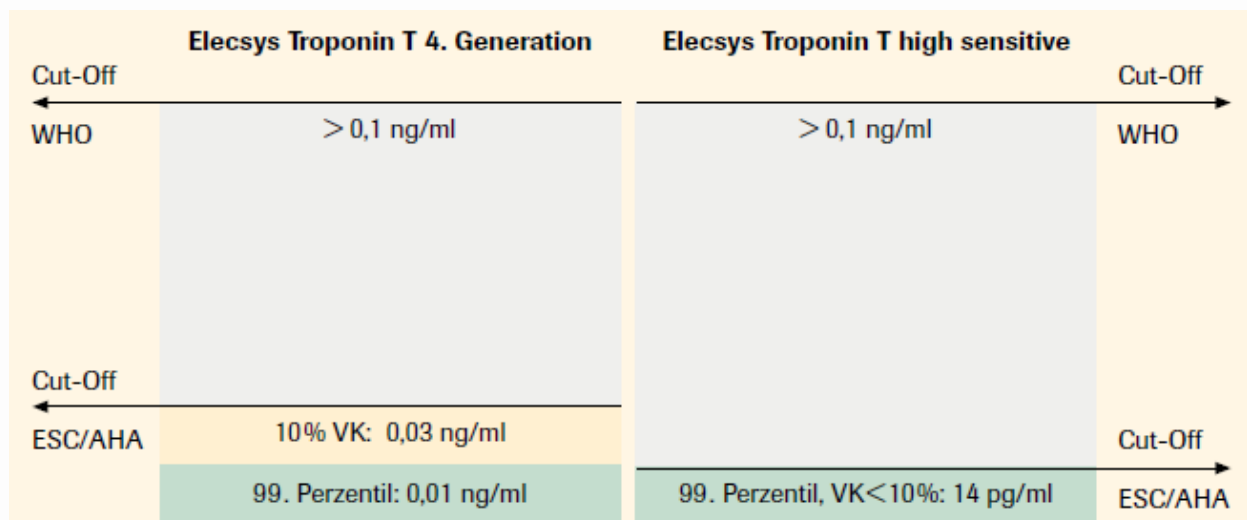 Elecsys Troponin T 4. Generation
Elecsys Troponin T high sensitive
Cut-Off
Cut-Off
WHO
> 0,1 ng/ml
> 0,1 ng/ml
WHO
Cut-Off
ESC/AHA
10% VK: 0,03 ng/ml
Cut-Off
99. Perzentil: 0,01 ng/ml
99. Perzentil, VK<10%: 14 pg/ml
ESC/AHA